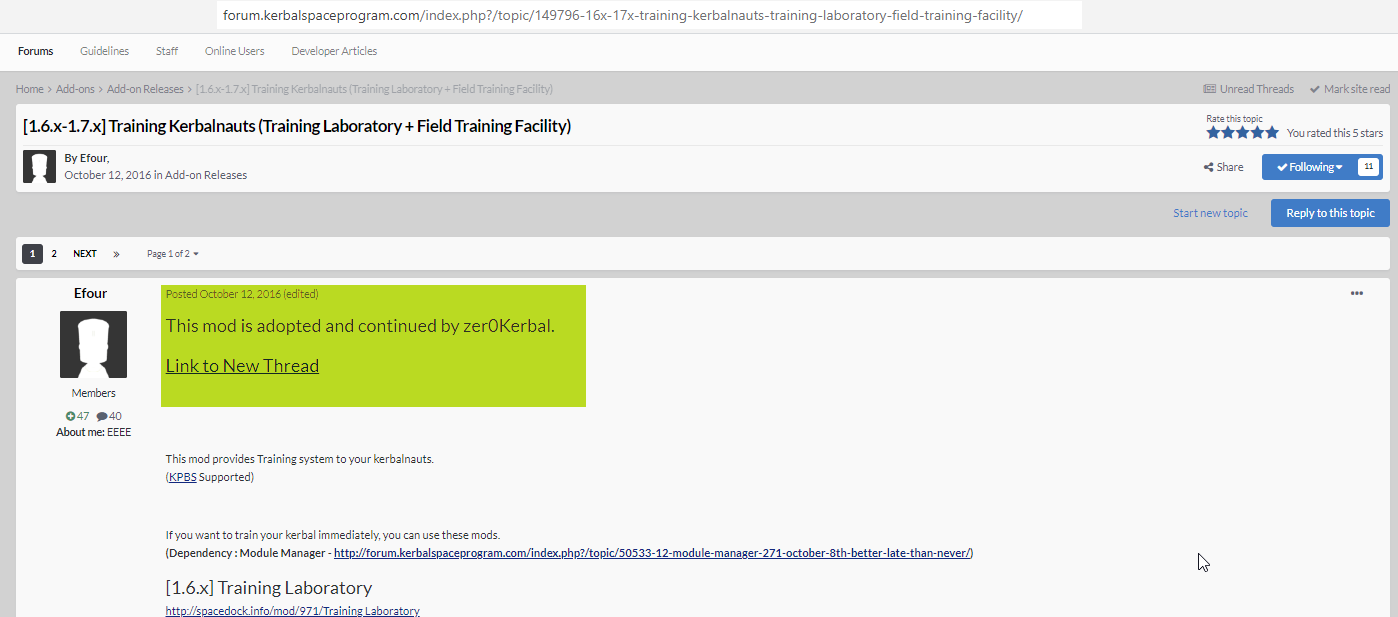 forum.kerbalspaceprogram.com/index.php?/topic/149796-16x-17x-training-kerbalnauts-training-laboratory-field-training-facility/
Forums Guidelines Staff Online Users Developer Articles
Home > Add-ons > Add-on Releases > [1.6.x-1.7.x] Training Kerbalnauts (Training Laboratory + Field Training Facility)
Unread Threads Mark site read
[1.6.x-1.7.x] Training Kerbalnauts (Training Laboratory + Field Training Facility)
Rate this topic
You rated this 5 stars
By Efour,
October 12, 2016 in Add-on Releases
Share Following 11
Start new topic Reply to this topic
1 2 NEXT » Page 1 of 2
Efour
Members
47 40
About me: EEEE
Posted October 12, 2016 (edited)
This mod is adopted and continued by zer0Kerbal.
Link to New Thread
This mod provides Training system to your kerbalnauts.
(KPBS Supported)
If you want to train your kerbal immediately, you can use these mods.
(Dependency : Module Manager - http://forum.kerbalspaceprogram.com/index.php?/topic/50533-12-module-manager-271-october-8th-better-late-than-never/)
[1.6.x] Training Laboratory
http://spacedock.info/mod/971/Training Laboratory